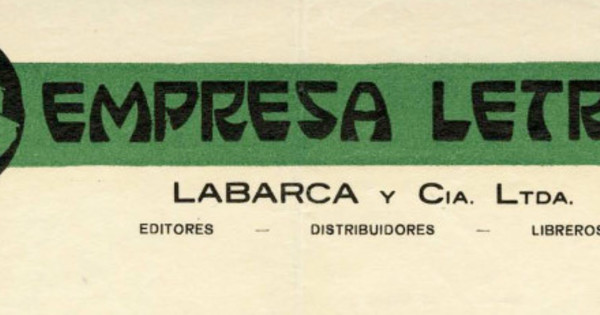 EMPRESA LETR
LABARCA Y CIA. LTDA.
EDITORES — DISTRIBUIDORES — LIBREROS